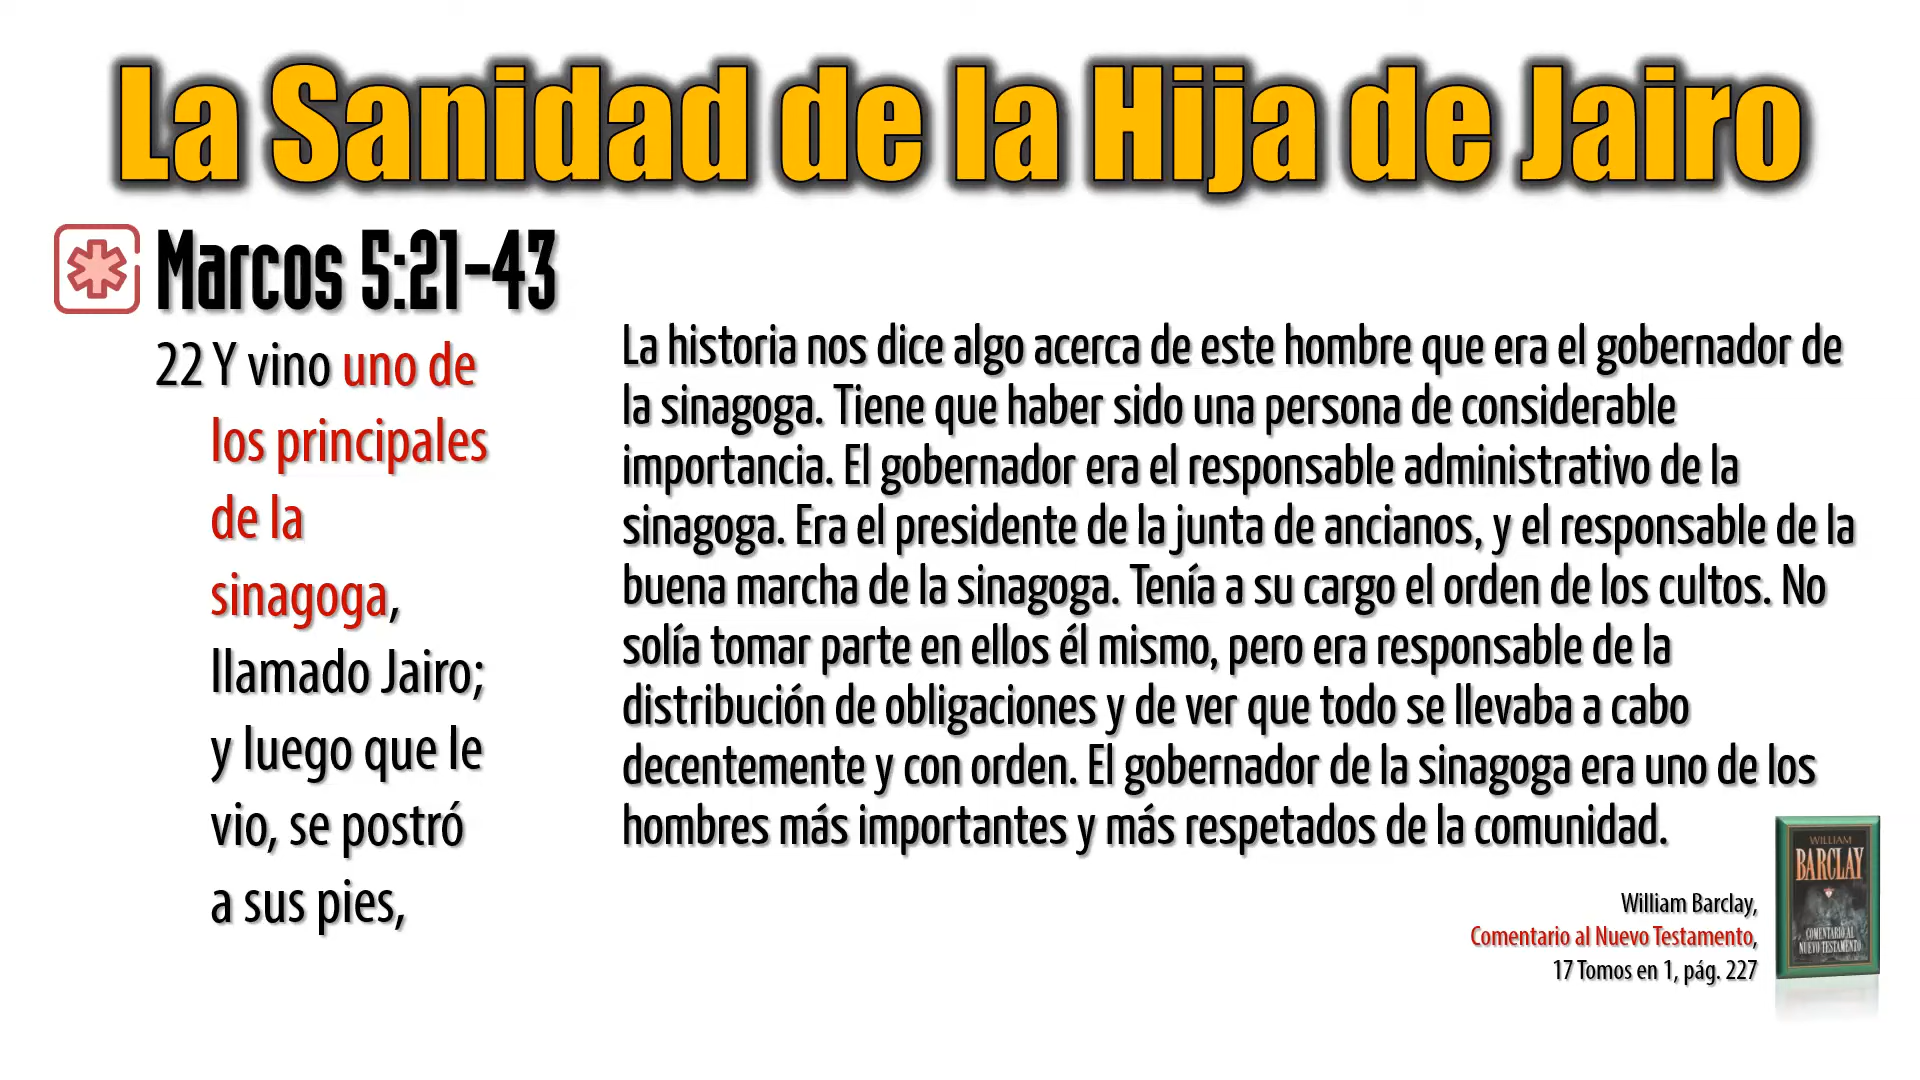 La Sanidad de la Hija de Jairo
Marcos 5:21-43
22 Y vino uno de
los principales
de la
sinagoga,
llamado Jairo;
y luego que le
vio, se postró
a sus pies,
La historia nos dice algo acerca de este hombre que era el gobernador de
la sinagoga. Tiene que haber sido una persona de considerable
importancia. El gobernador era el responsable administrativo de la
sinagoga. Era el presidente de la junta de ancianos, y el responsable de la
buena marcha de la sinagoga. Tenía a su cargo el orden de los cultos. No
solía tomar parte en ellos él mismo, pero era responsable de la
distribución de obligaciones y de ver que todo se llevaba a cabo
decentemente y con orden. El gobernador de la sinagoga era uno de los
hombres más importantes y más respetados de la comunidad.
William Barclay,
Comentario al Nuevo Testamento,
17 Tomos en 1, pág. 227
WILLIAM
BARCLAY
COMENTARIO AL
NUEVO TESTAMENTO